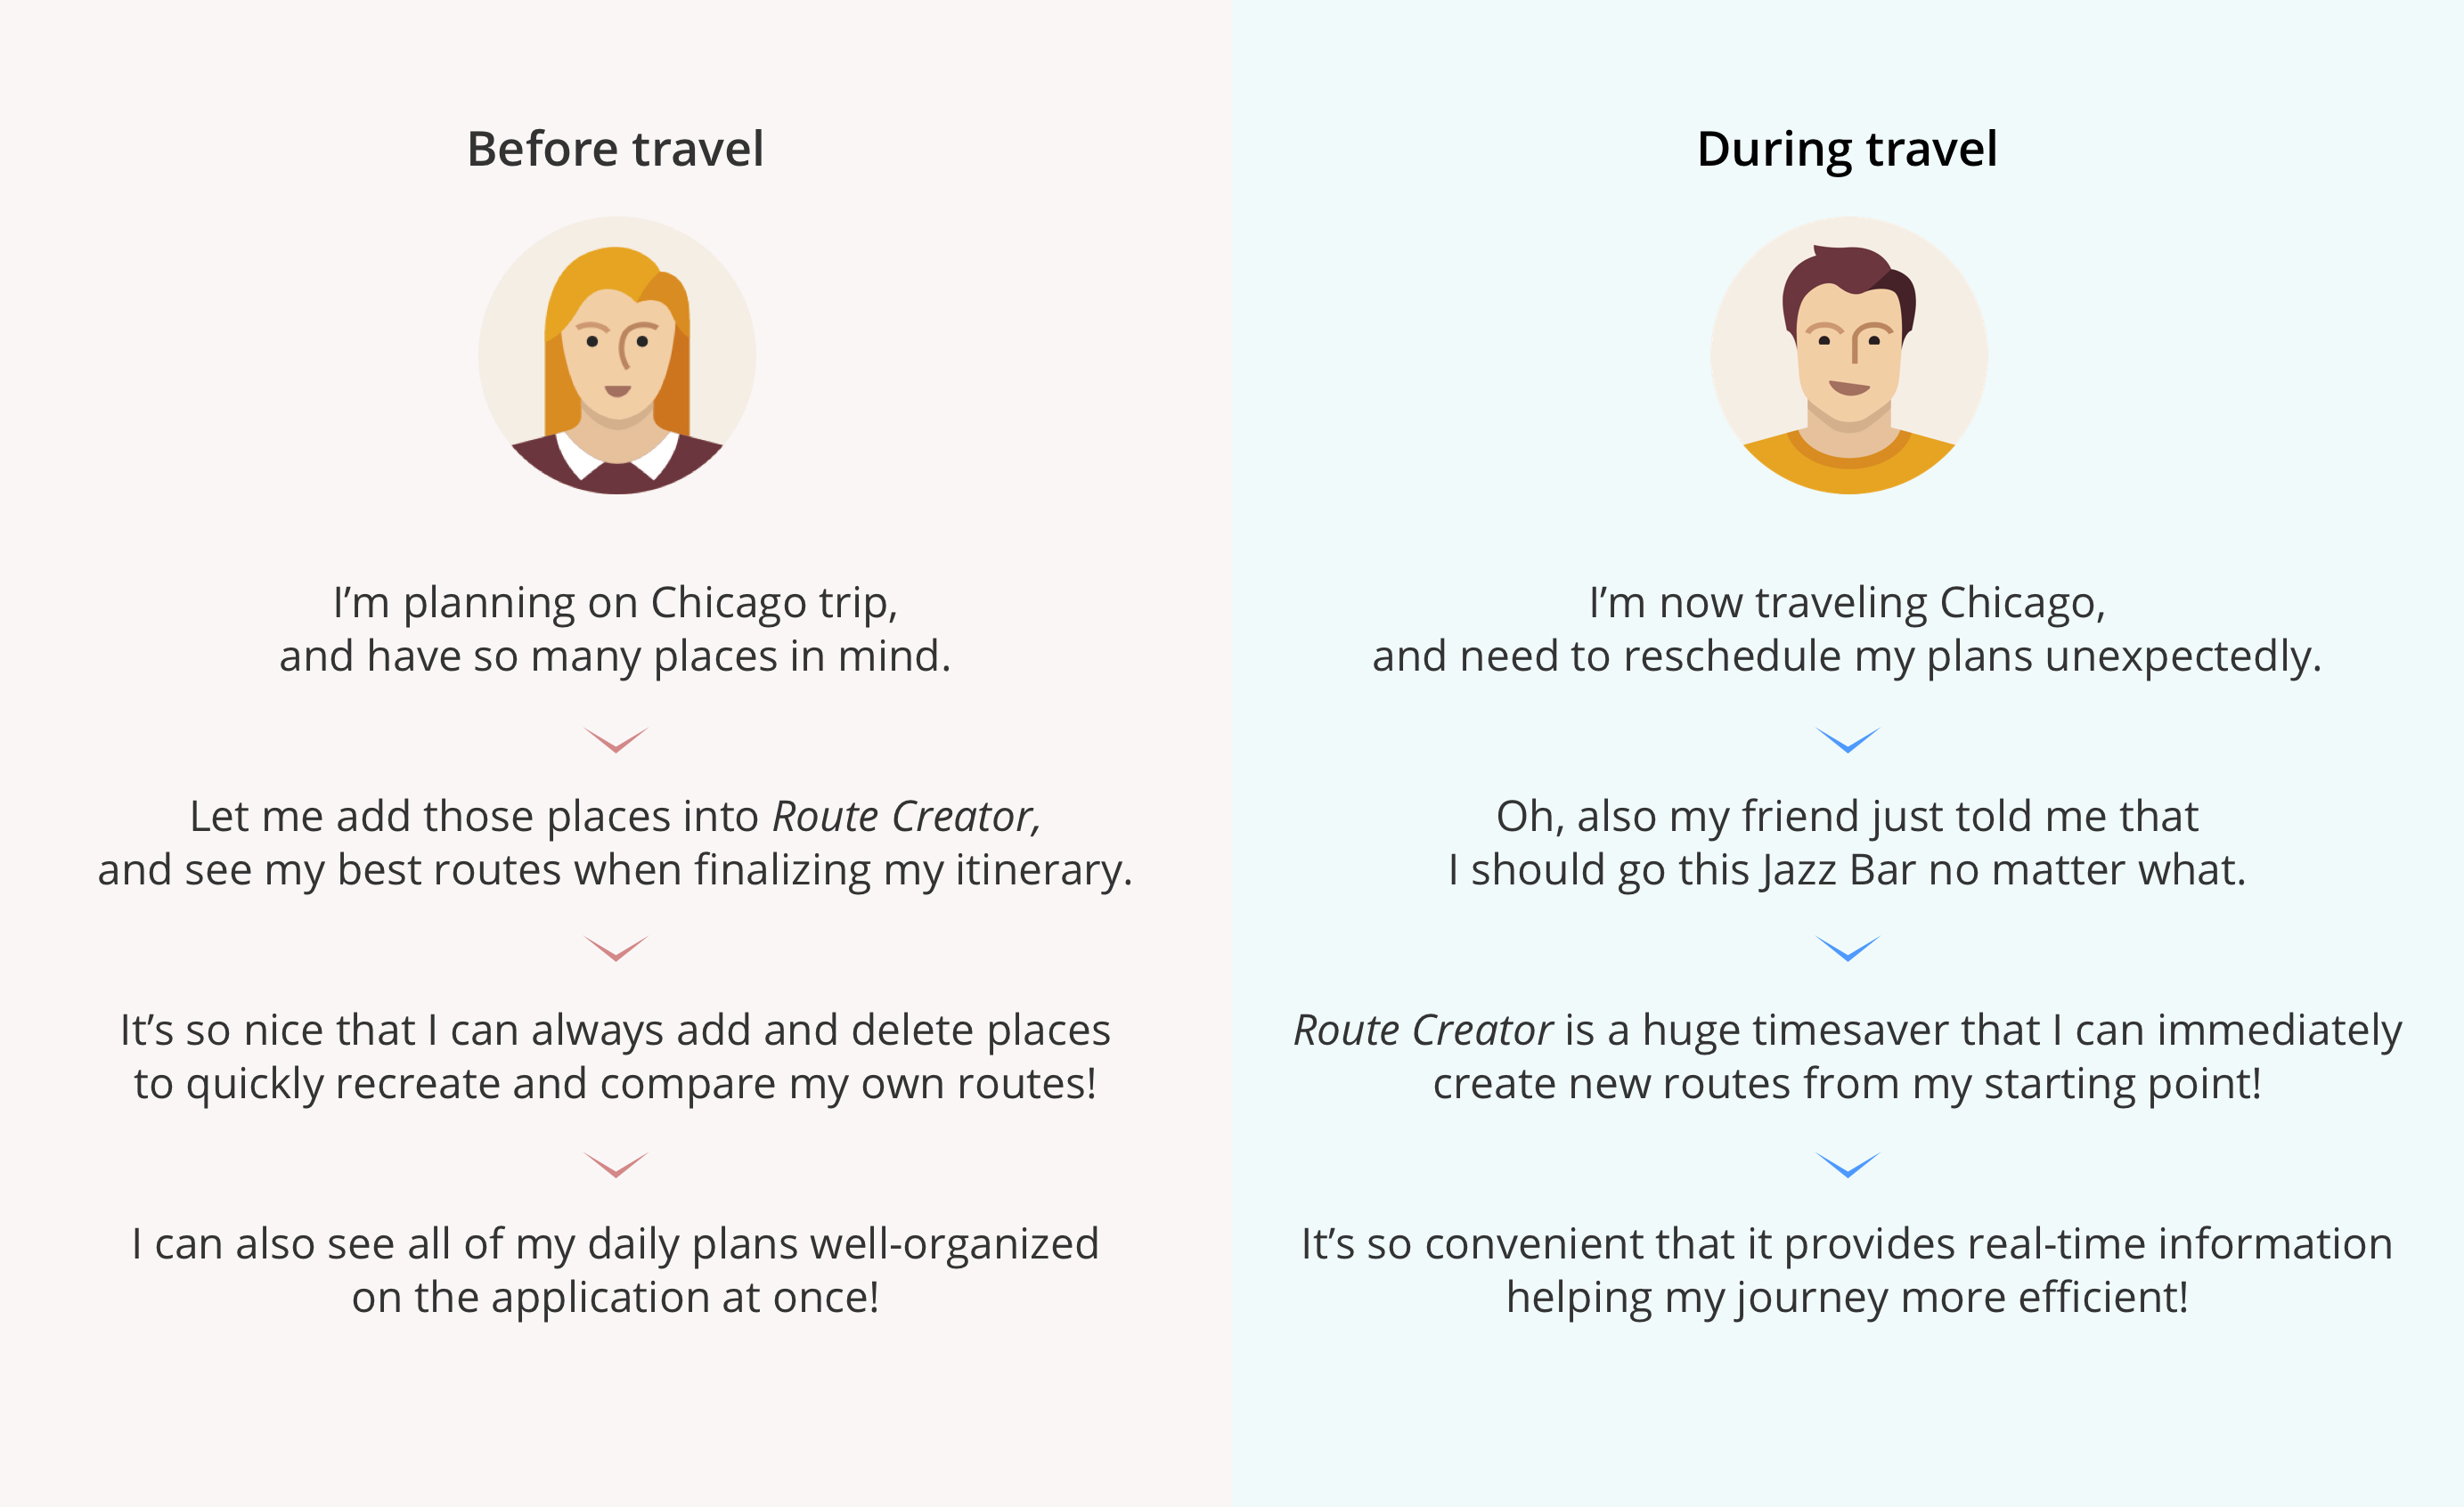 Before travel
I’m planning on Chicago trip,
and have so many places in mind.
Let me add those places into Route Creator,
and see my best routes when finalizing my itinerary.
It’s so nice that I can always add and delete places
to quickly recreate and compare my own routes!
I can also see all of my daily plans well-organized
on the application at once!
During travel
I’m now traveling Chicago,
and need to reschedule my plans unexpectedly.
Oh, also my friend just told me that
I should go this Jazz Bar no matter what.
Route Creator is a huge timesaver that I can immediately
create new routes from my starting point!
It’s so convenient that it provides real-time information
helping my journey more efficient!